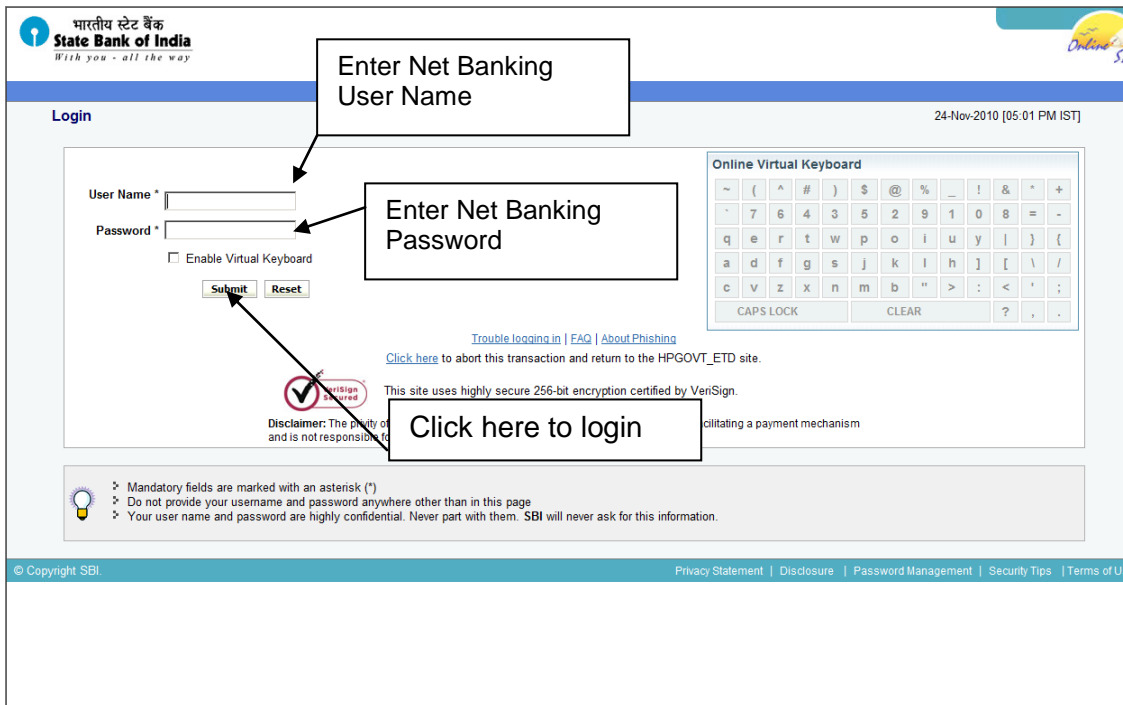 भारतीय स्टेट बैंक
State Bank of India
With you - all the way
Online
Enter Net Banking
User Name
Login
24-Nov-2010 [05:01 PM IST]
Online Virtual Keyboard
~ ( ^ # ) $ @ % _ ! & * +
` 7 6 4 3 5 2 9 1 0 8 = -
q e r t w p o i u y | } {
a d f g s j k l h ] [ \ /
c v z x n m b " > : < ' ;
CAPS LOCK CLEAR ? , .
User Name *
Enter Net Banking
Password
Password *
Enable Virtual Keyboard
Submit Reset
Trouble logging in | FAQ | About Phishing
Click here to abort this transaction and return to the HPGOVT_ETD site.
VeriSign
Secured
This site uses highly secure 256-bit encryption certified by VeriSign.
Click here to login
Disclaimer: The privity of facilitating a payment mechanism
and is not responsible
Mandatory fields are marked with an asterisk (*)
Do not provide your username and password anywhere other than in this page
Your user name and password are highly confidential. Never part with them. SBI will never ask for this information.
© Copyright SBI.
Privacy Statement | Disclosure | Password Management | Security Tips | Terms of U